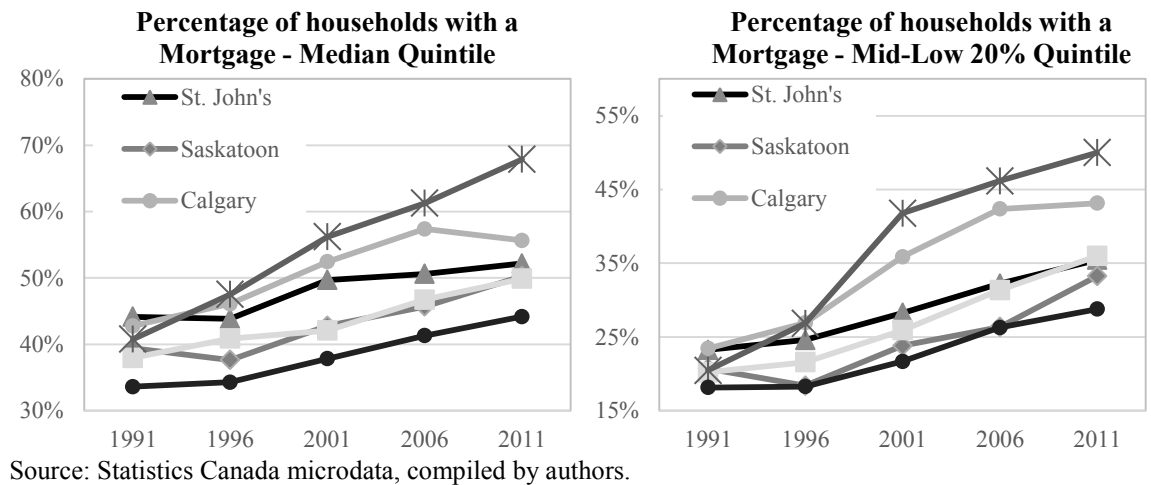 Percentage of households with a
Mortgage - Median Quintile
80%
70%
60%
50%
40%
30%
St. John's
Saskatoon
Calgary
1991 1996 2001 2006 2011
Percentage of households with a
Mortgage - Mid-Low 20% Quintile
55%
45%
35%
25%
15%
St. John's
Saskatoon
Calgary
1991 1996 2001 2006 2011
Source: Statistics Canada microdata, compiled by authors.